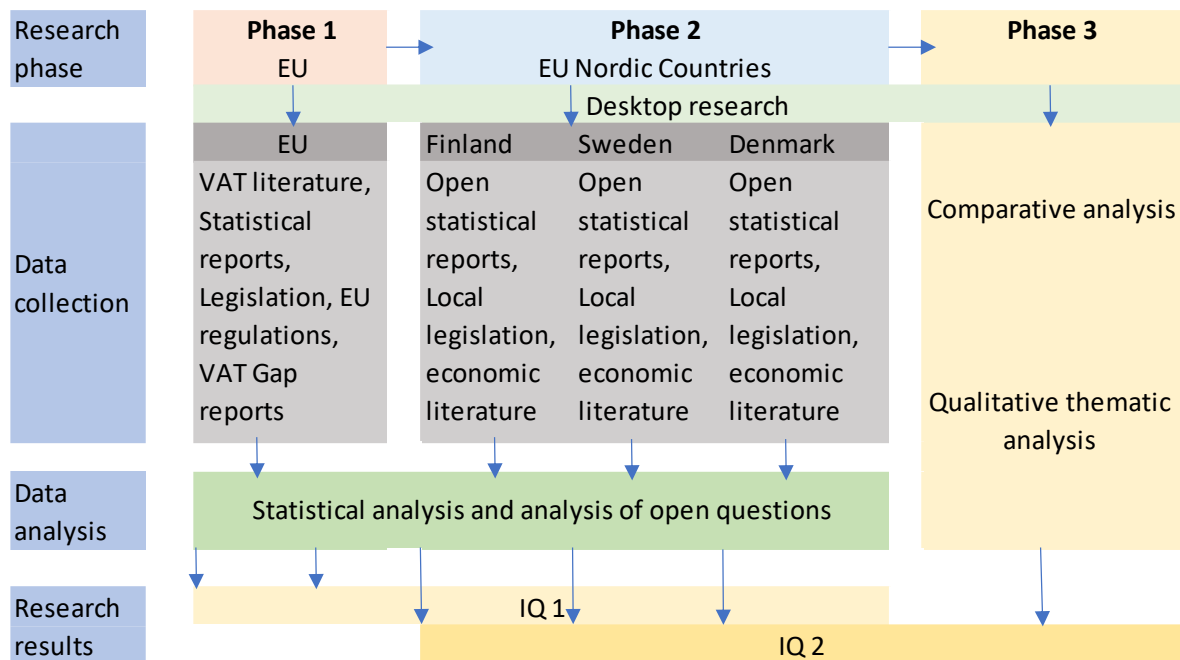 Research phase
Phase 1
EU
Phase 2
EU Nordic Countries
Phase 3
Desktop research
Data collection
EU
VAT literature,
Statistical
reports,
Legislation, EU
regulations,
VAT Gap
reports
Finland
Open
statistical
reports,
Local
legislation,
economic
literature
Sweden
Open
statistical
reports,
Local
legislation,
economic
literature
Denmark
Open
statistical
reports,
Local
legislation,
economic
literature
Comparative analysis
Qualitative thematic
analysis
Data
analysis
Statistical analysis and analysis of open questions
Research
results
IQ 1
IQ 2